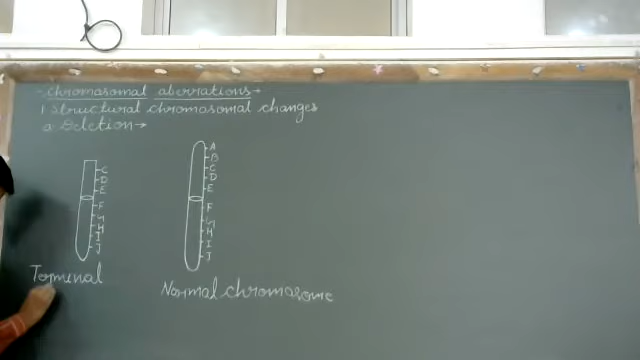 Chromosomal aberrations→
1 Structural chromosomal changes
a Deletion→
A
B
C
D
E
F
G
H
I
J
C
D
E
F
G
H
I
J
Terminal
Normal chromosome